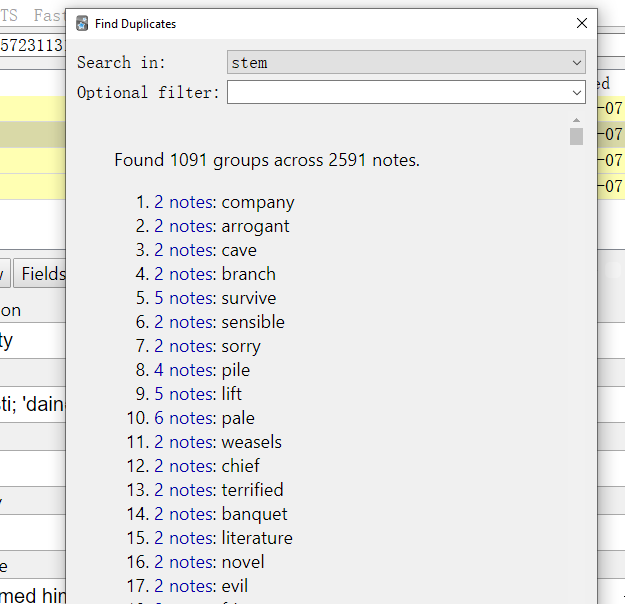 TS Fast
Find Duplicates
5723113
Search in: stem
ed
Optional filter:
-07
-07
Found 1091 groups across 2591 notes.
-07
-07
1. 2 notes: company
2. 2 notes: arrogant
3. 2 notes: cave
Fields
4. 2 notes: branch
5. 5 notes: survive
on
6. 2 notes: sensible
ty
7. 2 notes: sorry
8. 4 notes: pile
9. 5 notes: lift
ti; 'dain
10. 6 notes: pale
11. 2 notes: weasels
12. 2 notes: chief
13. 2 notes: terrified
14. 2 notes: banquet
15. 2 notes: literature
16. 2 notes: novel
e
17. 2 notes: evil
med him